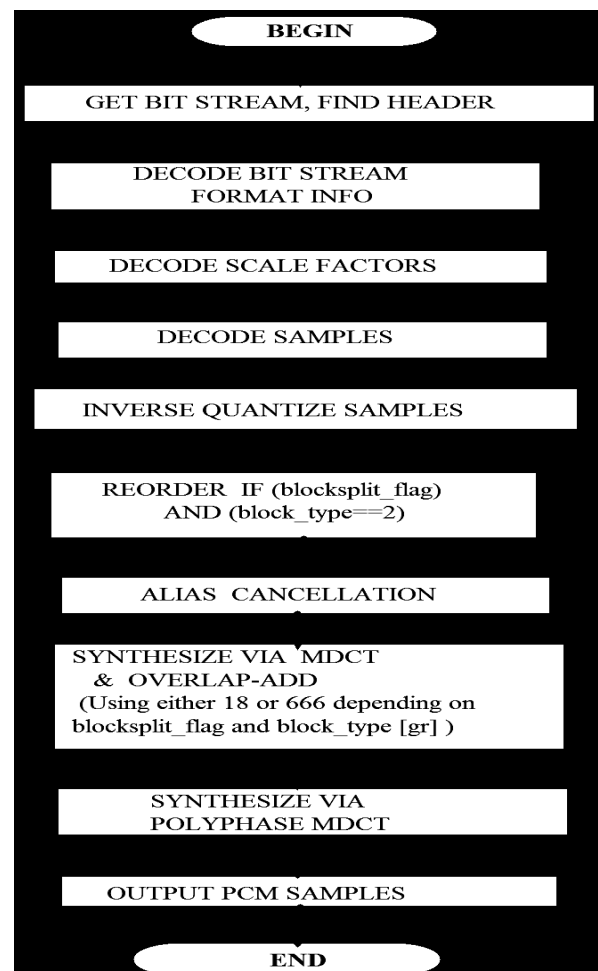 BEGIN
GET BIT STREAM, FIND HEADER
DECODE BIT STREAM
FORMAT INFO
DECODE SCALE FACTORS
DECODE SAMPLES
INVERSE QUANTIZE SAMPLES
REORDER IF (blocksplit_flag)
AND (block_type==2)
ALIAS CANCELLATION
SYNTHESIZE VIA MDCT
& OVERLAP-ADD
(Using either 18 or 666 depending on
blocksplit_flag and block_type [gr] )
SYNTHESIZE VIA
POLYPHASE MDCT
OUTPUT PCM SAMPLES
END